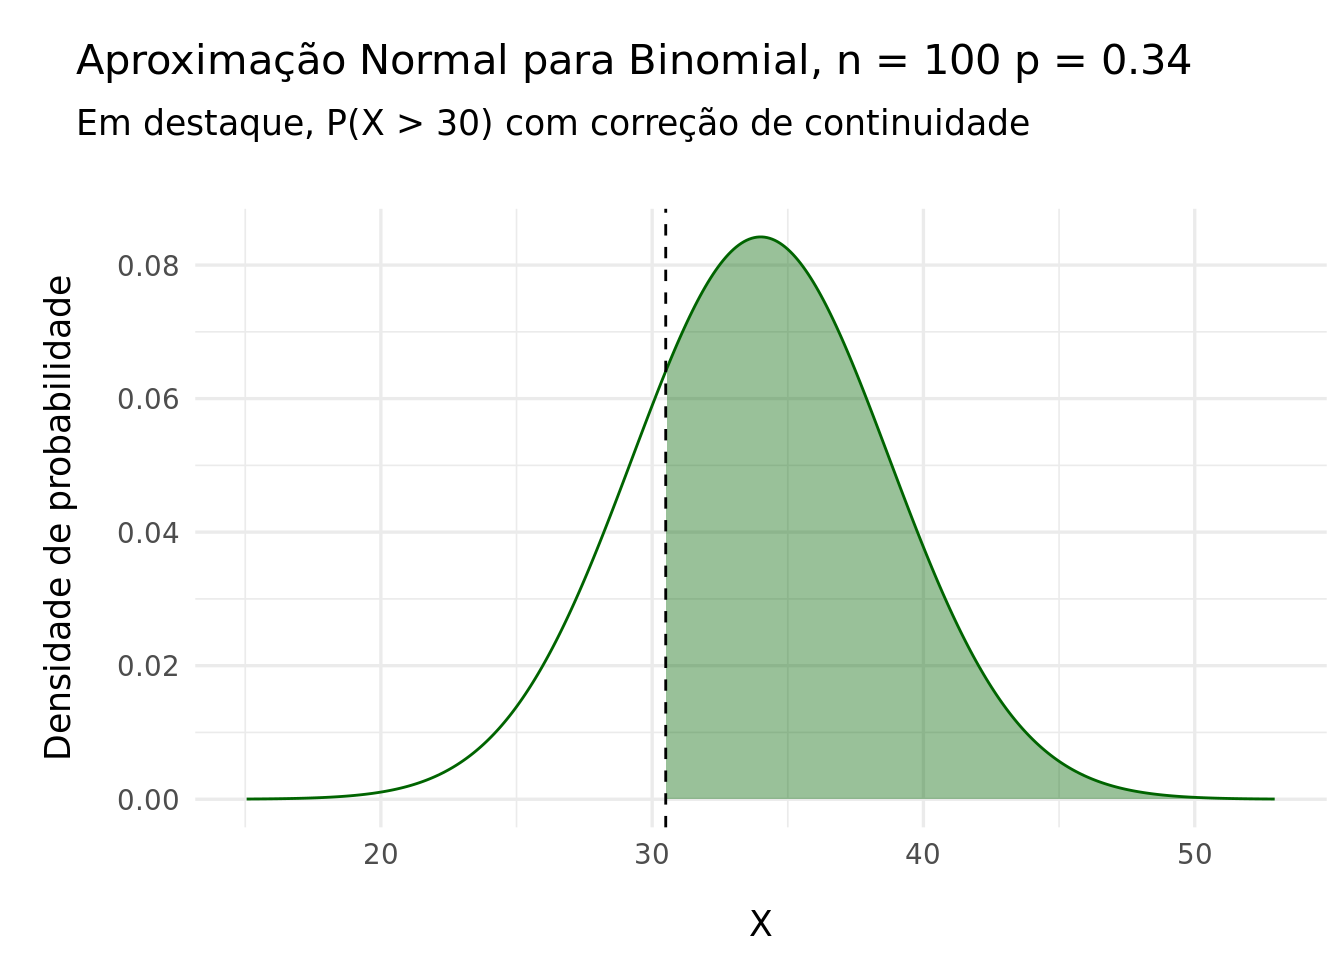 Aproximação Normal para Binomial, n = 100 p = 0.34
Em destaque, P(X > 30) com correção de continuidade
Densidade de probabilidade
0.08
0.06
0.04
0.02
0.00
20 30 40 50
X